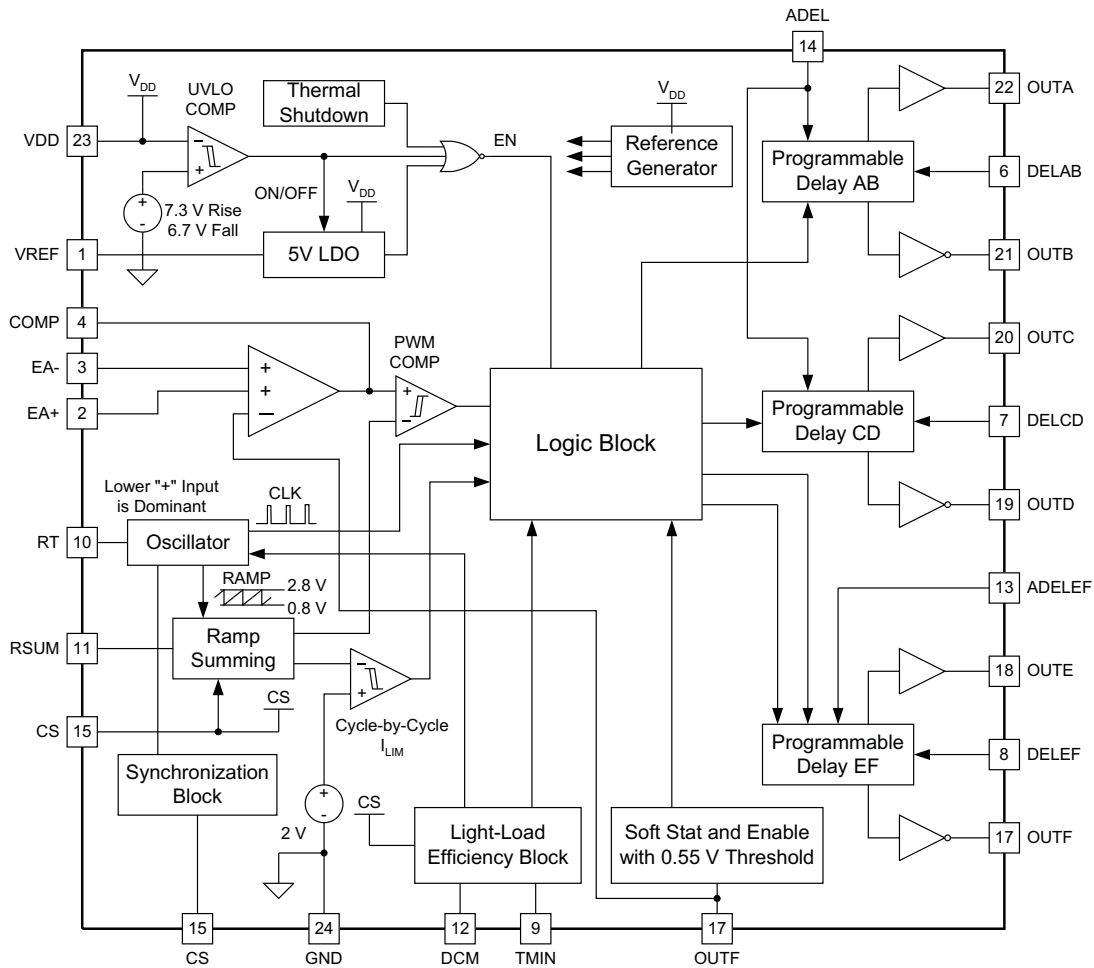 ADEL
14
V_DD
UVLO
COMP
Thermal
Shutdown
V_DD
22
OUTA
VDD
23
EN
Reference
Generator
Programmable
Delay AB
6
DELAB
7.3 V Rise
6.7 V Fall
ON/OFF
V_DD
VREF
1
5V LDO
21
OUTB
COMP
4
EA-
3
EA+
2
PWM
COMP
20
OUTC
Logic Block
Programmable
Delay CD
7
DELCD
Lower "+" Input
is Dominant
CLK
19
OUTD
RT
10
Oscillator
RAMP
2.8 V
0.8 V
13
ADELEF
RSUM
11
Ramp
Summing
18
OUTE
CS
15
CS
Cycle-by-Cycle
I_LIM
Programmable
Delay EF
8
DELEF
Synchronization
Block
2 V
CS
Light-Load
Efficiency Block
Soft Stat and Enable
with 0.55 V Threshold
17
OUTF
15
CS
24
GND
12
DCM
9
TMIN
17
OUTF